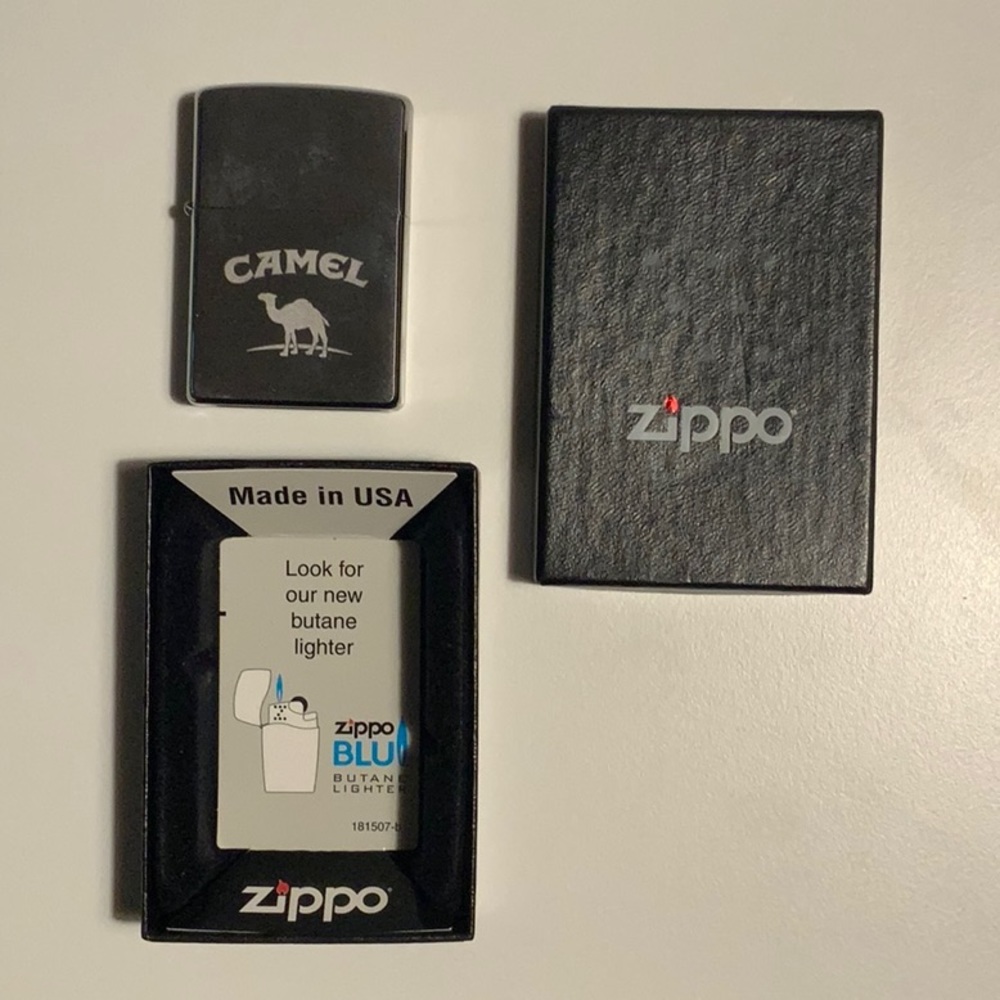 CAMEL
zippo
Made in USA
Look for
our new
butane
lighter
zippo
BLU
BUTANE
LIGHTER
181507-b
zippo